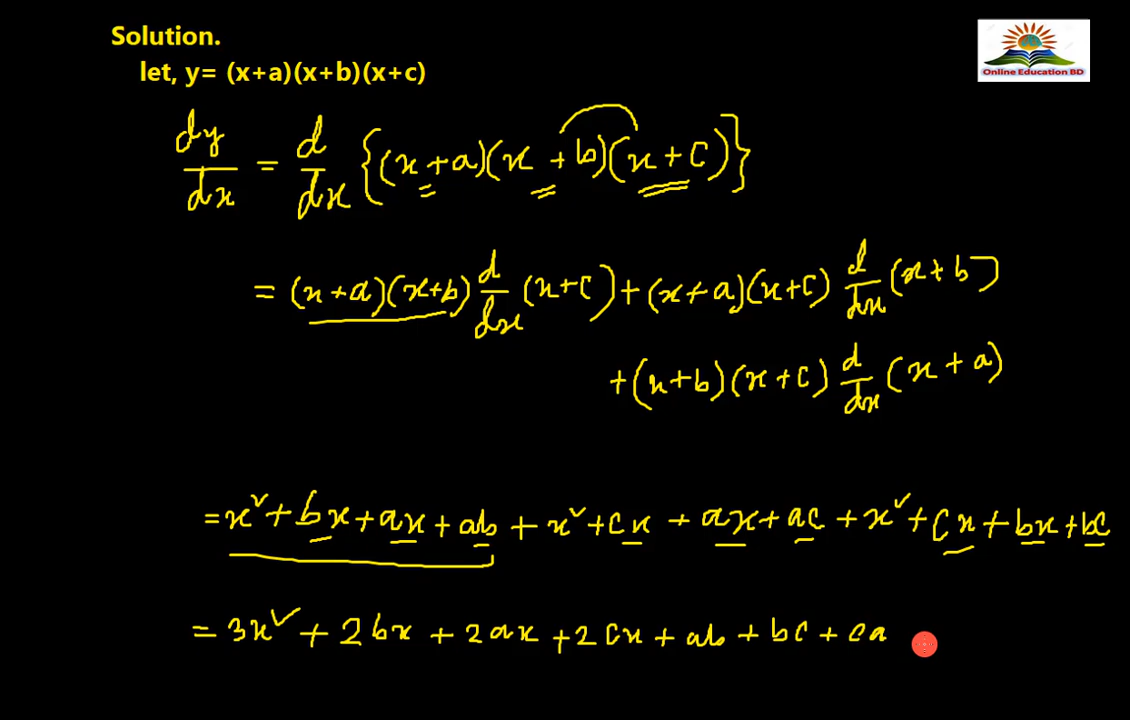 Solution.
let, y= (x+a)(x+b)(x+c)
Online Education BD
dy/dx = d/dx {(x+a)(x+b)(x+c)}
= (x+a)(x+b) d/dx (x+c) + (x+a)(x+c) d/dx (x+b)
+(x+b)(x+c) d/dx (x+a)
= x² + bx + ax + ab + x² + cx + ax + ac + x² + cx + bx + bc
= 3x² + 2bx + 2ax + 2cx + ab + bc + ca